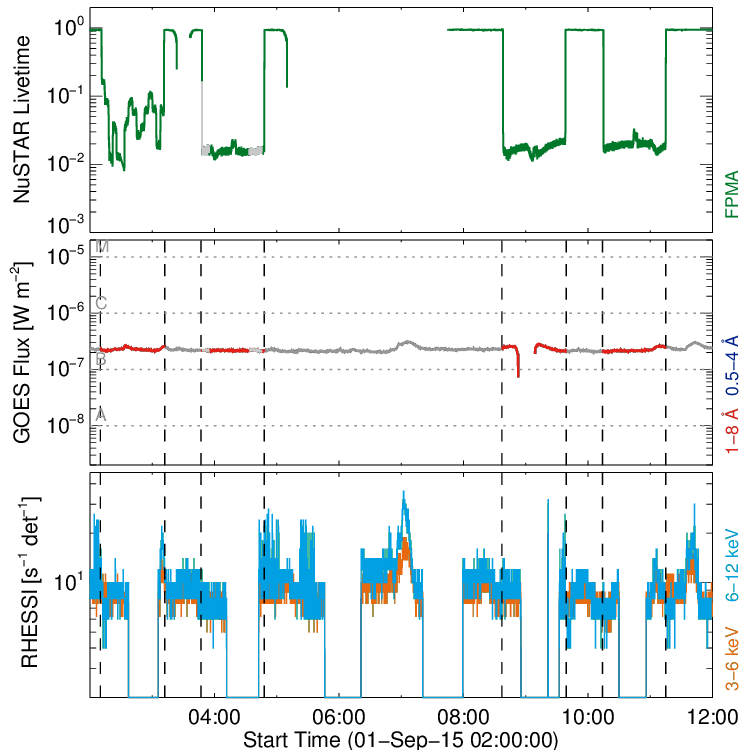 NuSTAR Livetime
10⁰
10⁻¹
10⁻²
10⁻³
FPMA
GOES Flux [W m⁻²]
10⁻⁵
10⁻⁶
10⁻⁷
10⁻⁸
M
C
B
A
1−8 Å 0.5−4 Å
RHESSI [s⁻¹ det⁻¹]
10¹
3−6 keV 6−12 keV
04:00 06:00 08:00 10:00 12:00
Start Time (01−Sep−15 02:00:00)